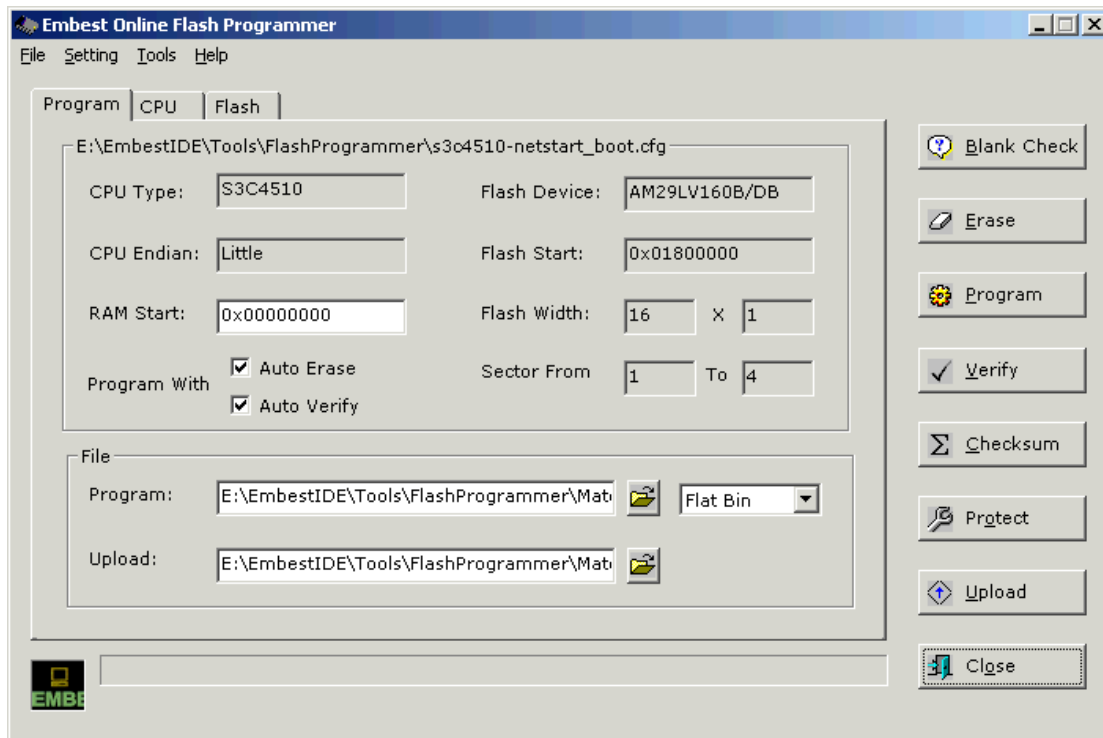 Embest Online Flash Programmer
File Setting Tools Help
Program CPU Flash
E:\EmbestIDE\Tools\FlashProgrammer\s3c4510-netstart_boot.cfg
CPU Type: S3C4510 Flash Device: AM29LV160B/DB
CPU Endian: Little Flash Start: 0x01800000
RAM Start: 0x00000000 Flash Width: 16 X 1
Program With Auto Erase Sector From 1 To 4
Auto Verify
File
Program: E:\EmbestIDE\Tools\FlashProgrammer\Mat Flat Bin
Upload: E:\EmbestIDE\Tools\FlashProgrammer\Mat
Blank Check
Erase
Program
Verify
Σ Checksum
Protect
Upload
Close
EMBE